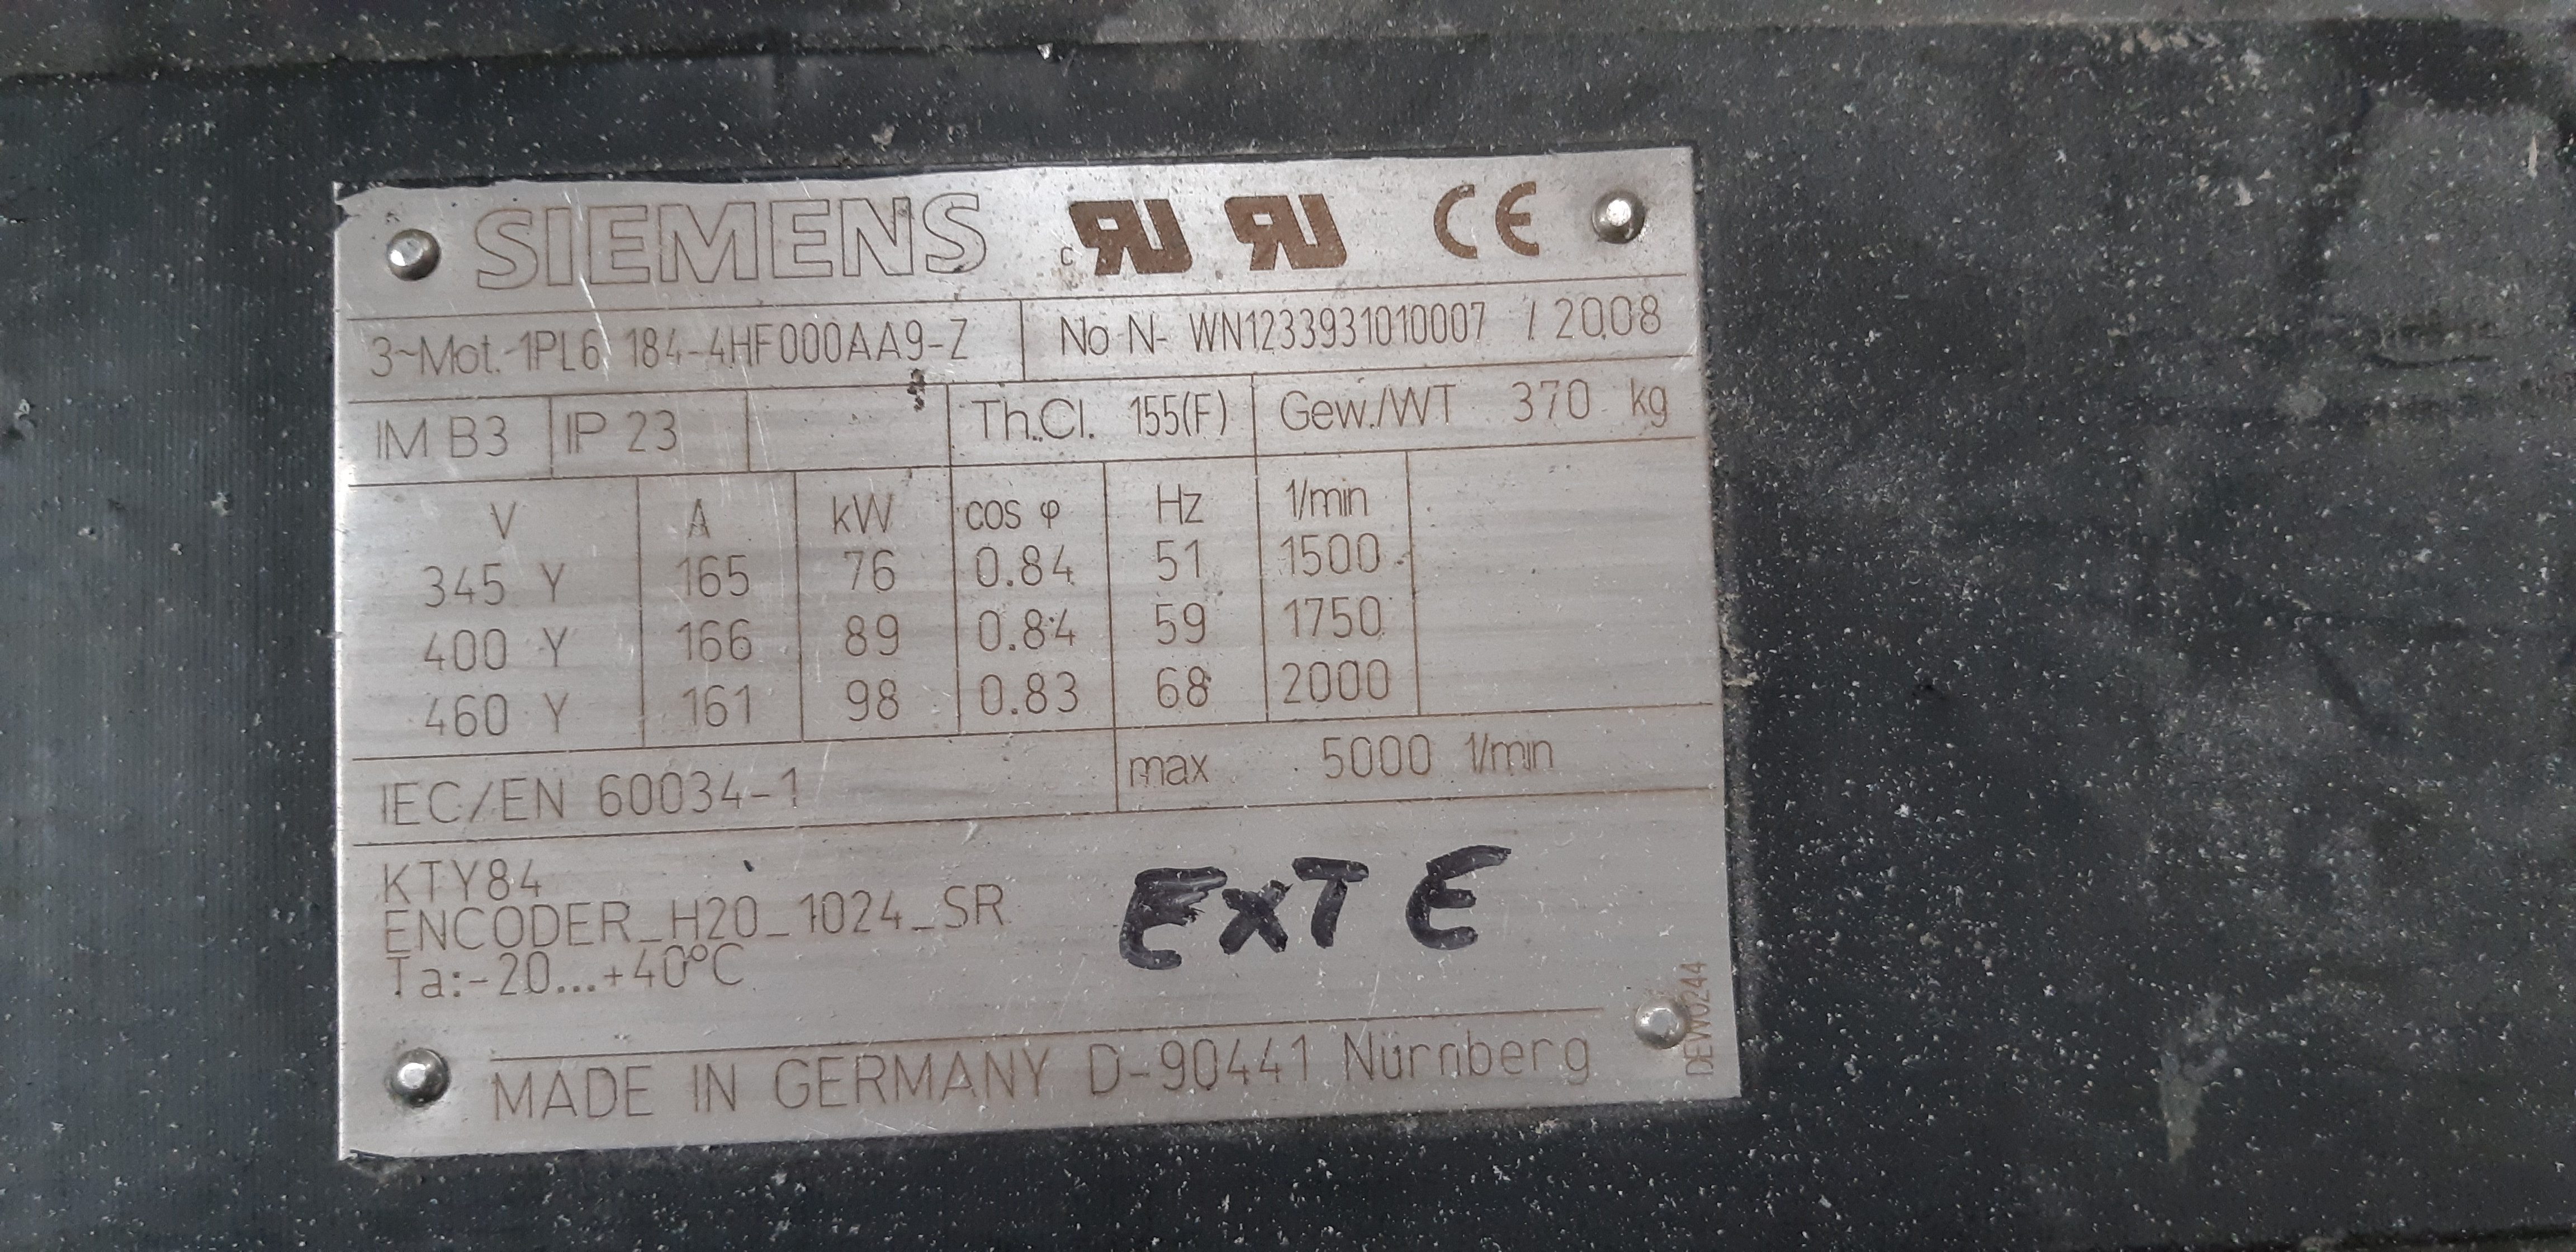 SIEMENS c RU RU CE
3~Mot. 1PL6 184-4HF000AA9-Z No N- WN1233931010007 / 2008
IM B3 IP 23 Th.Cl. 155(F) Gew./WT 370 kg
V A kW cos φ Hz 1/min
345 Y 165 76 0.84 51 1500
400 Y 166 89 0.84 59 1750
460 Y 161 98 0.83 68 2000
IEC/EN 60034-1 max 5000 1/min
KTY84
ENCODER_H20_1024_SR
Ta:-20...+40°C
EXT E
DEW0244
MADE IN GERMANY D-90441 Nürnberg